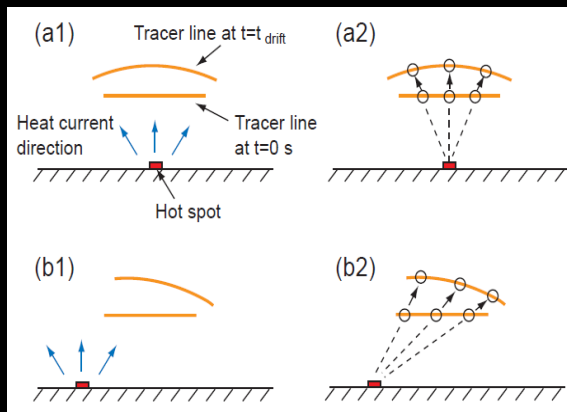 (a1)
Tracer line at t=t drift
(a2)
Heat current
direction
Tracer line
at t=0 s
Hot spot
(b1)
(b2)